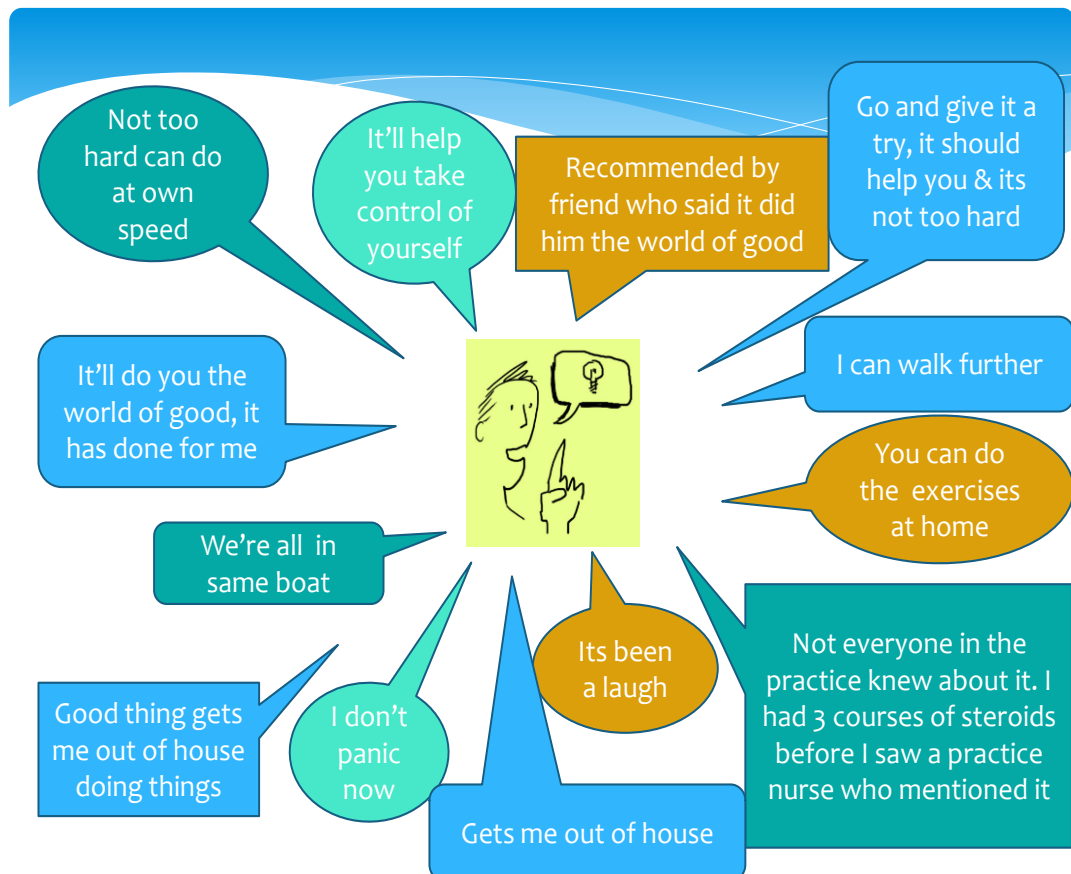 Not too
hard can do
at own
speed
It'll help
you take
control of
yourself
Recommended by
friend who said it did
him the world of good
Go and give it a
try, it should
help you & its
not too hard
It'll do you the
world of good, it
has done for me
I can walk further
You can do
the exercises
at home
We're all in
same boat
Its been
a laugh
Not everyone in the
practice knew about it. I
had 3 courses of steroids
before I saw a practice
nurse who mentioned it
Good thing gets
me out of house
doing things
I don't
panic
now
Gets me out of house